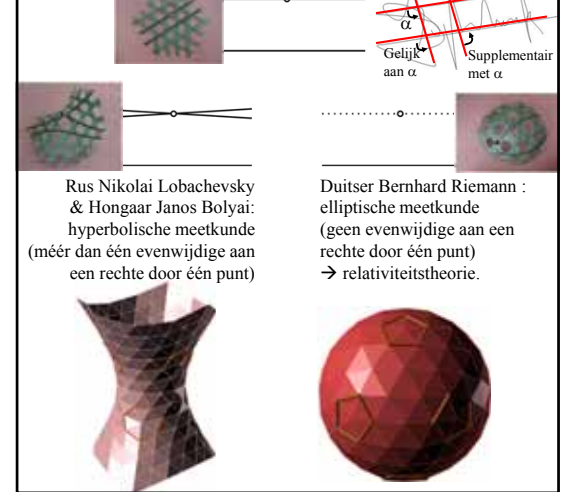 α
Gelijk
aan α
Supplementair
met α
Rus Nikolai Lobachevsky
& Hongaar Janos Bolyai:
hyperbolische meetkunde
(méér dan één evenwijdige aan
een rechte door één punt)
Duitser Bernhard Riemann :
elliptische meetkunde
(geen evenwijdige aan een
rechte door één punt)
→ relativiteitstheorie.